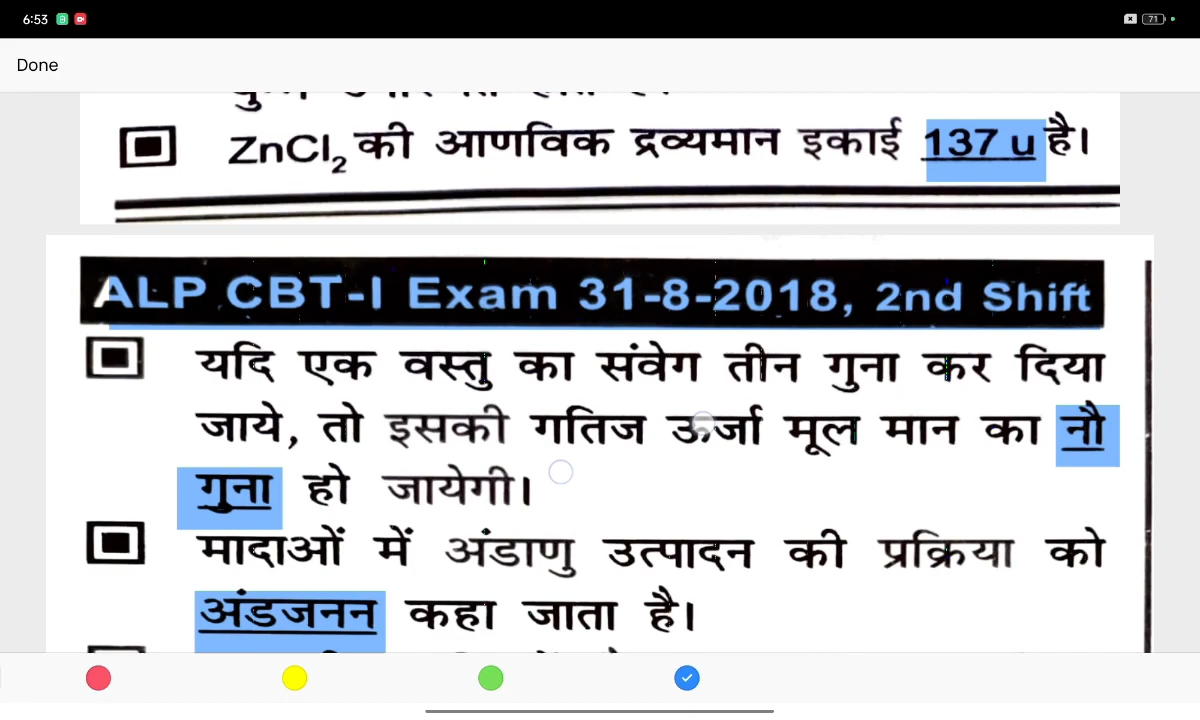 6:53
71
Done
ZnCl₂ की आणविक द्रव्यमान इकाई 137 u है।
ALP CBT-I Exam 31-8-2018, 2nd Shift
यदि एक वस्तु का संवेग तीन गुना कर दिया
जाये, तो इसकी गतिज ऊर्जा मूल मान का नौ
गुना हो जायेगी।
मादाओं में अंडाणु उत्पादन की प्रक्रिया को
अंडजनन कहा जाता है।